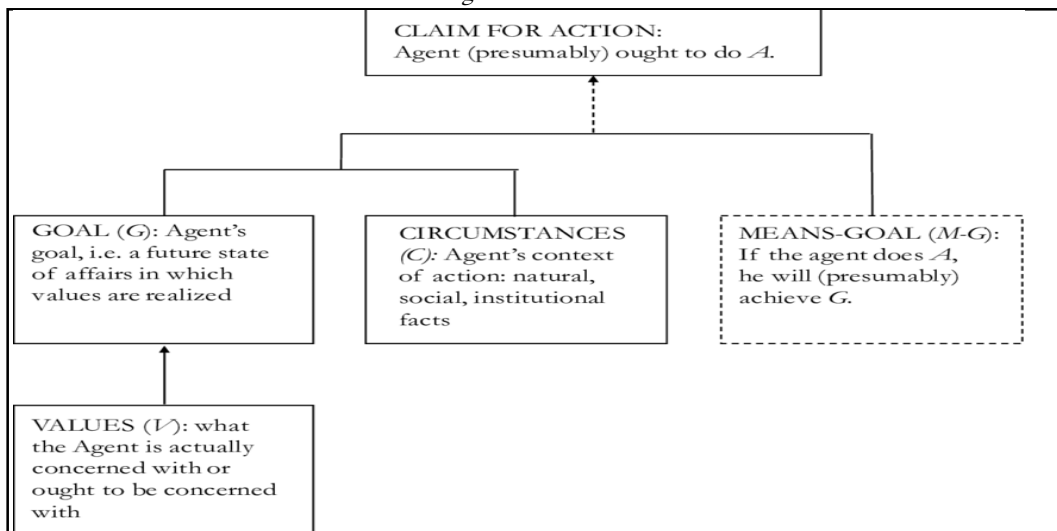 CLAIM FOR ACTION:
Agent (presumably) ought to do A.
GOAL (G): Agent's
goal, i.e. a future state
of affairs in which
values are realized
CIRCUMSTANCES
(C): Agent's context
of action: natural,
social, institutional
facts
MEANS-GOAL (M-G):
If the agent does A,
he will (presumably)
achieve G.
VALUES (V): what
the Agent is actually
concerned with or
ought to be concerned
with